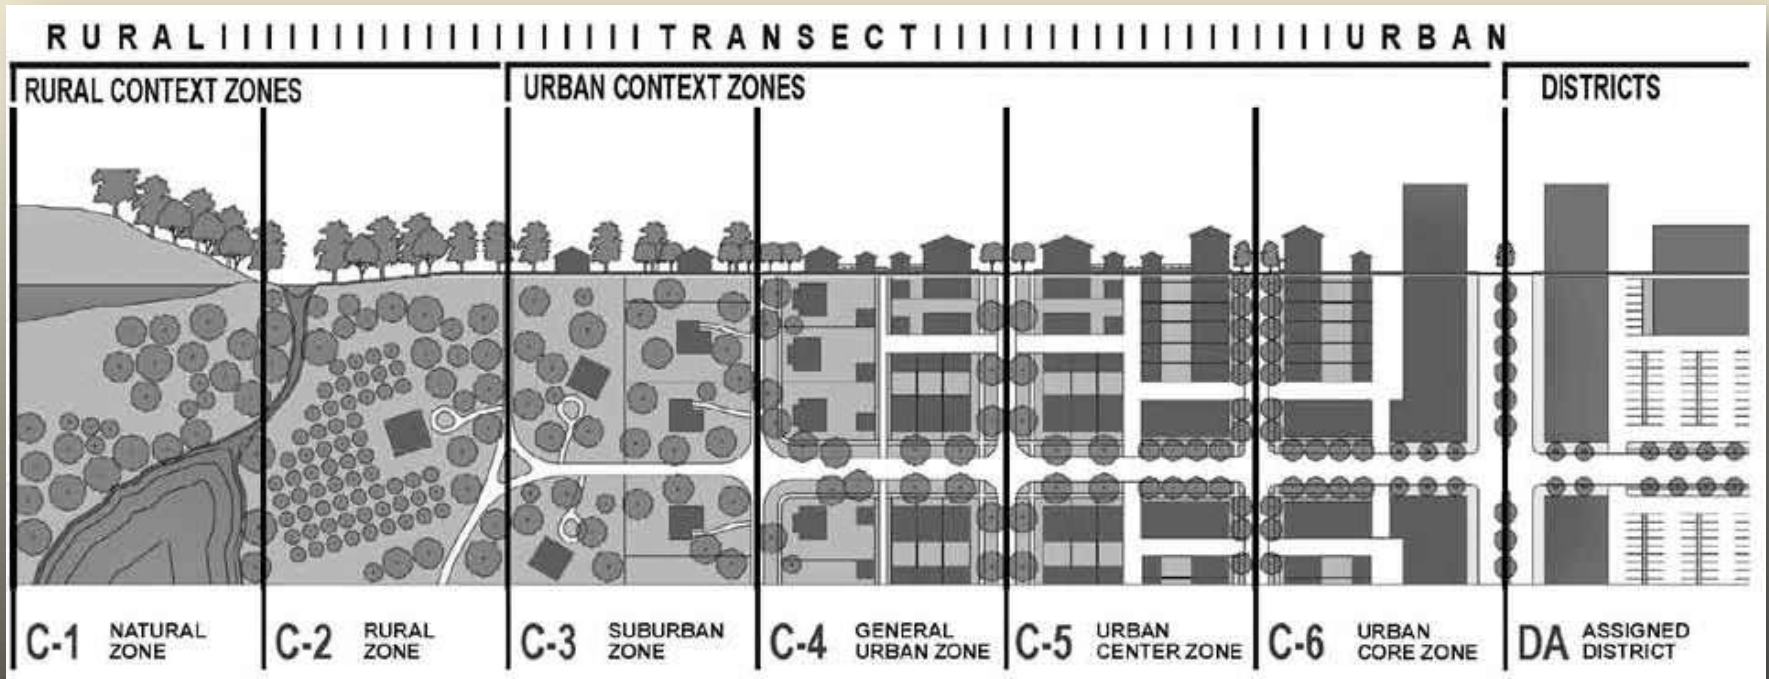 RURAL||||||||||||||||||||TRANSECT||||||||||||||||||||URBAN
RURAL CONTEXT ZONES
URBAN CONTEXT ZONES
DISTRICTS
C-1 NATURAL
ZONE
C-2 RURAL
ZONE
C-3 SUBURBAN
ZONE
C-4 GENERAL
URBAN ZONE
C-5 URBAN
CENTER ZONE
C-6 URBAN
CORE ZONE
DA ASSIGNED
DISTRICT